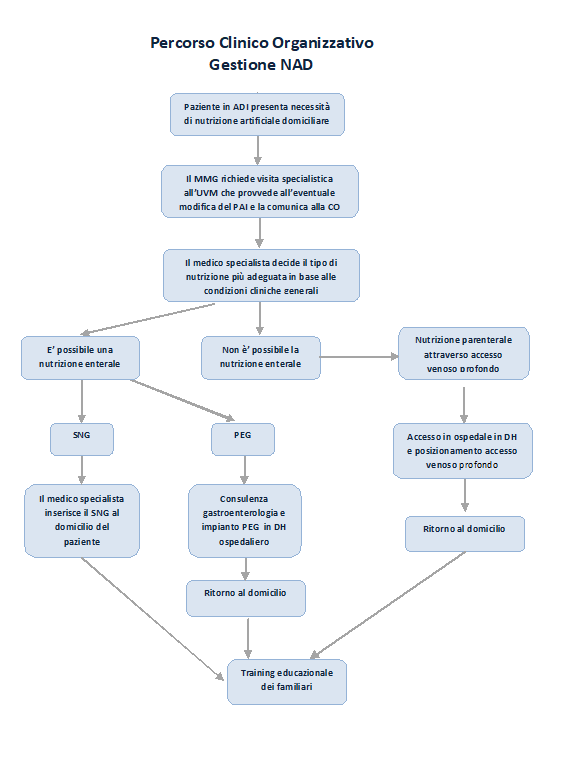 Percorso Clinico Organizzativo
Gestione NAD
Paziente in ADI presenta necessità
di nutrizione artificiale domiciliare
Il MMG richiede visita specialistica
all'UVM che provvede all'eventuale
modifica del PAI e la comunica alla CO
Il medico specialista decide il tipo di
nutrizione più adeguata in base alle
condizioni cliniche generali
E' possibile una
nutrizione enterale
Non è' possibile la
nutrizione enterale
Nutrizione parenterale
attraverso accesso
venoso profondo
SNG
PEG
Accesso in ospedale in DH
e posizionamento accesso
venoso profondo
Il medico specialista
inserisce il SNG al
domicilio del
paziente
Consulenza
gastroenterologia e
impianto PEG in DH
ospedaliero
Ritorno al domicilio
Ritorno al domicilio
Training educazionale
dei familiari